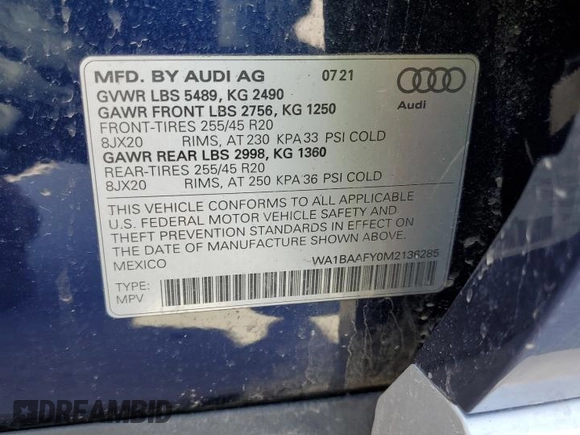 MFD. BY AUDI AG 07 21
GVWR LBS 5489, KG 2490
GAWR FRONT LBS 2756, KG 1250
FRONT-TIRES 255/45 R20
8JX20 RIMS, AT 230 KPA 33 PSI COLD
GAWR REAR LBS 2998, KG 1360
REAR-TIRES 255/45 R20
8JX20 RIMS, AT 250 KPA 36 PSI COLD
Audi
THIS VEHICLE CONFORMS TO ALL APPLICABLE
U.S. FEDERAL MOTOR VEHICLE SAFETY AND
THEFT PREVENTION STANDARDS IN EFFECT ON
THE DATE OF MANUFACTURE SHOWN ABOVE.
MEXICO WA1BAAFY0M2136285
TYPE:
MPV
DREAMBID